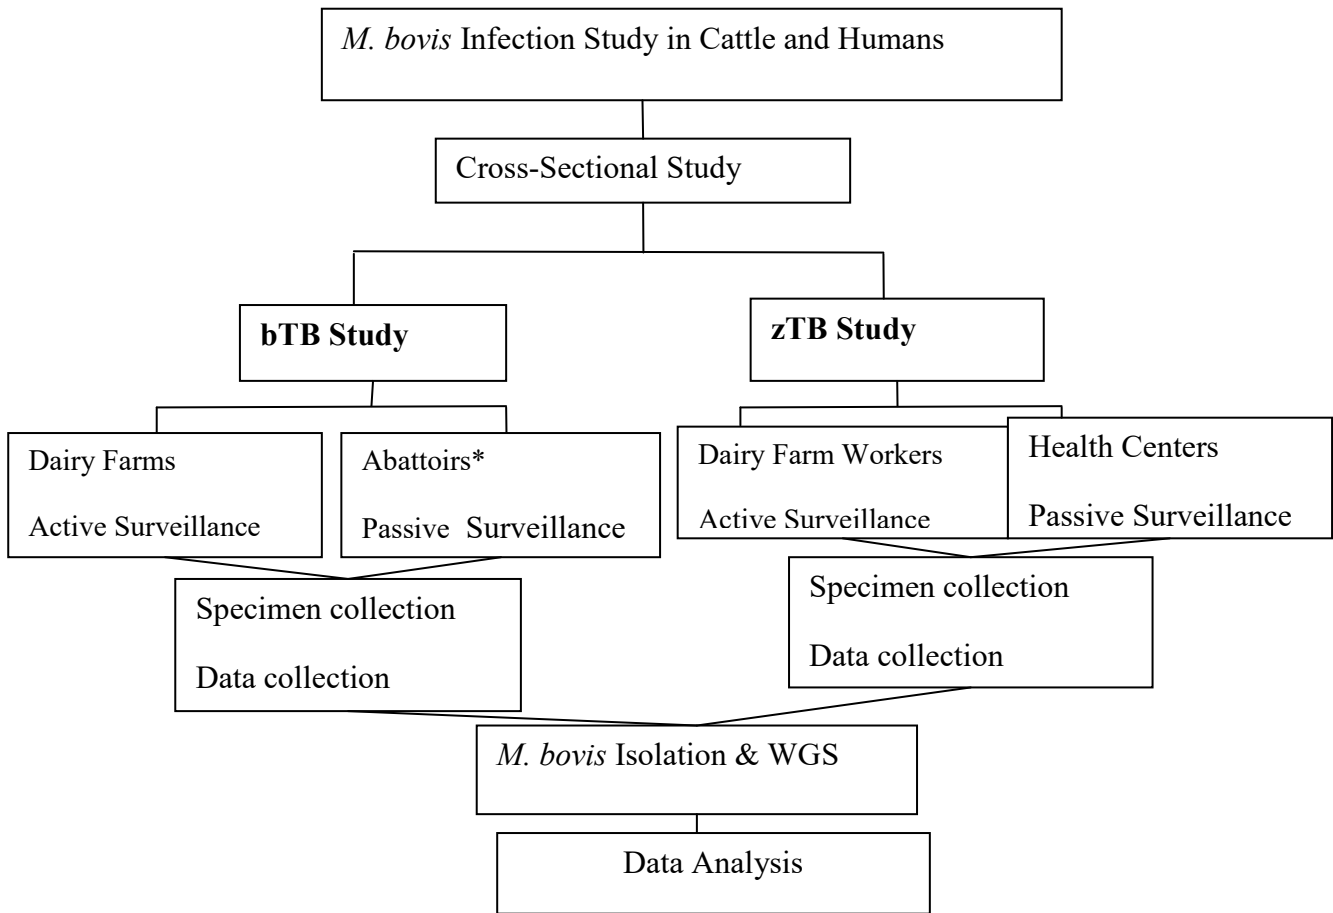 M. bovis Infection Study in Cattle and Humans
Cross-Sectional Study
bTB Study
zTB Study
Dairy Farms
Active Surveillance
Abattoirs*
Passive Surveillance
Dairy Farm Workers
Active Surveillance
Health Centers
Passive Surveillance
Specimen collection
Data collection
Specimen collection
Data collection
M. bovis Isolation & WGS
Data Analysis